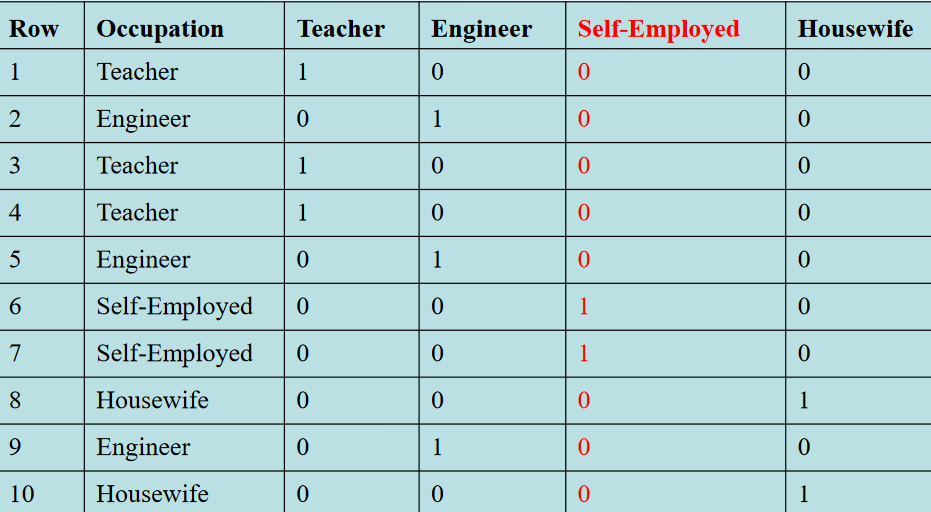 Row Occupation Teacher Engineer Self-Employed Housewife
1 Teacher 1 0 0 0
2 Engineer 0 1 0 0
3 Teacher 1 0 0 0
4 Teacher 1 0 0 0
5 Engineer 0 1 0 0
6 Self-Employed 0 0 1 0
7 Self-Employed 0 0 1 0
8 Housewife 0 0 0 1
9 Engineer 0 1 0 0
10 Housewife 0 0 0 1